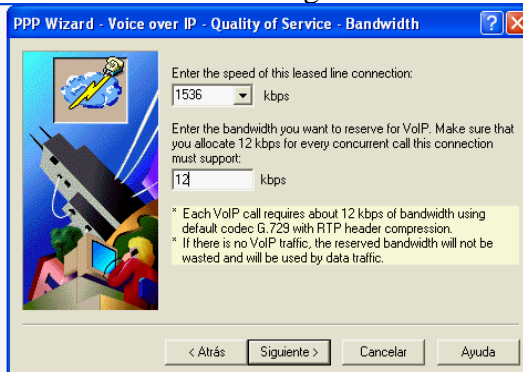 PPP Wizard - Voice over IP - Quality of Service - Bandwidth
Enter the speed of this leased line connection:
1536 kbps
Enter the bandwidth you want to reserve for VoIP. Make sure that
you allocate 12 kbps for every concurrent call this connection
must support:
12 kbps
* Each VoIP call requires about 12 kbps of bandwidth using
default codec G.729 with RTP header compression.
* If there is no VoIP traffic, the reserved bandwidth will not be
wasted and will be used by data traffic.
< Atrás Siguiente > Cancelar Ayuda